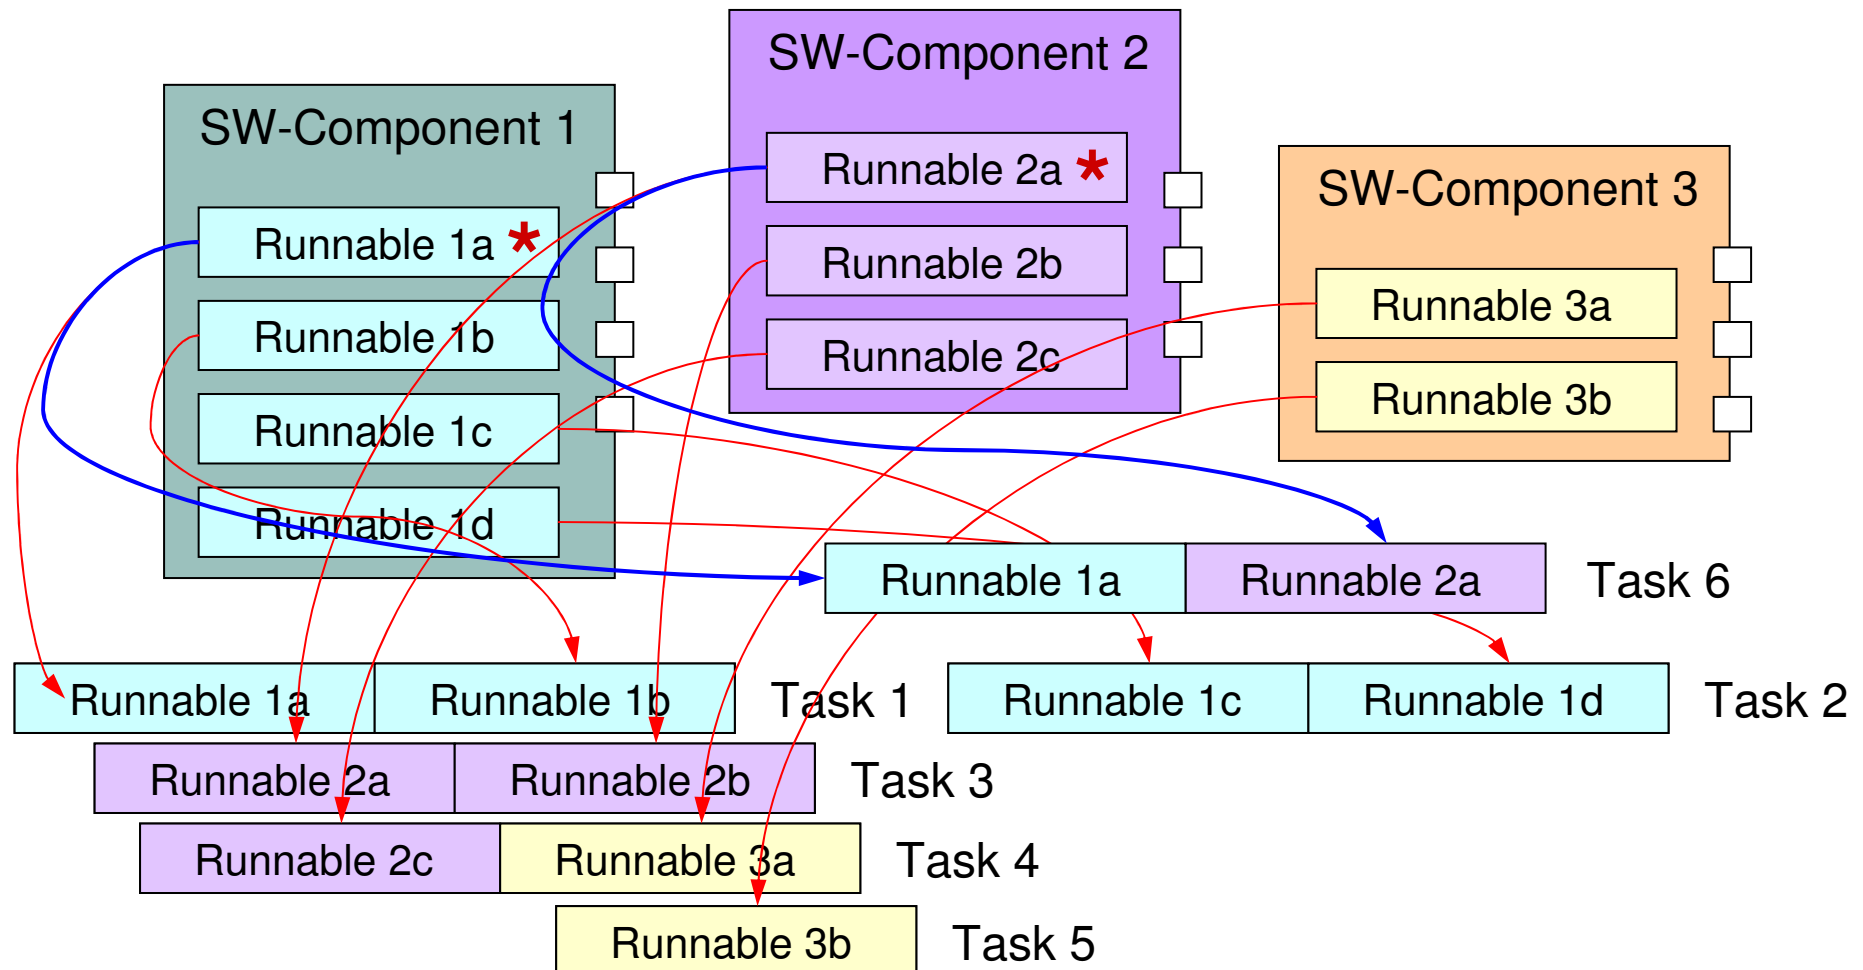 SW-Component 1
Runnable 1a *
Runnable 1b
Runnable 1c
Runnable 1d
SW-Component 2
Runnable 2a *
Runnable 2b
Runnable 2c
SW-Component 3
Runnable 3a
Runnable 3b
Runnable 1a Runnable 2a Task 6
Runnable 1a Runnable 1b Task 1
Runnable 1c Runnable 1d Task 2
Runnable 2a Runnable 2b Task 3
Runnable 2c Runnable 3a Task 4
Runnable 3b Task 5